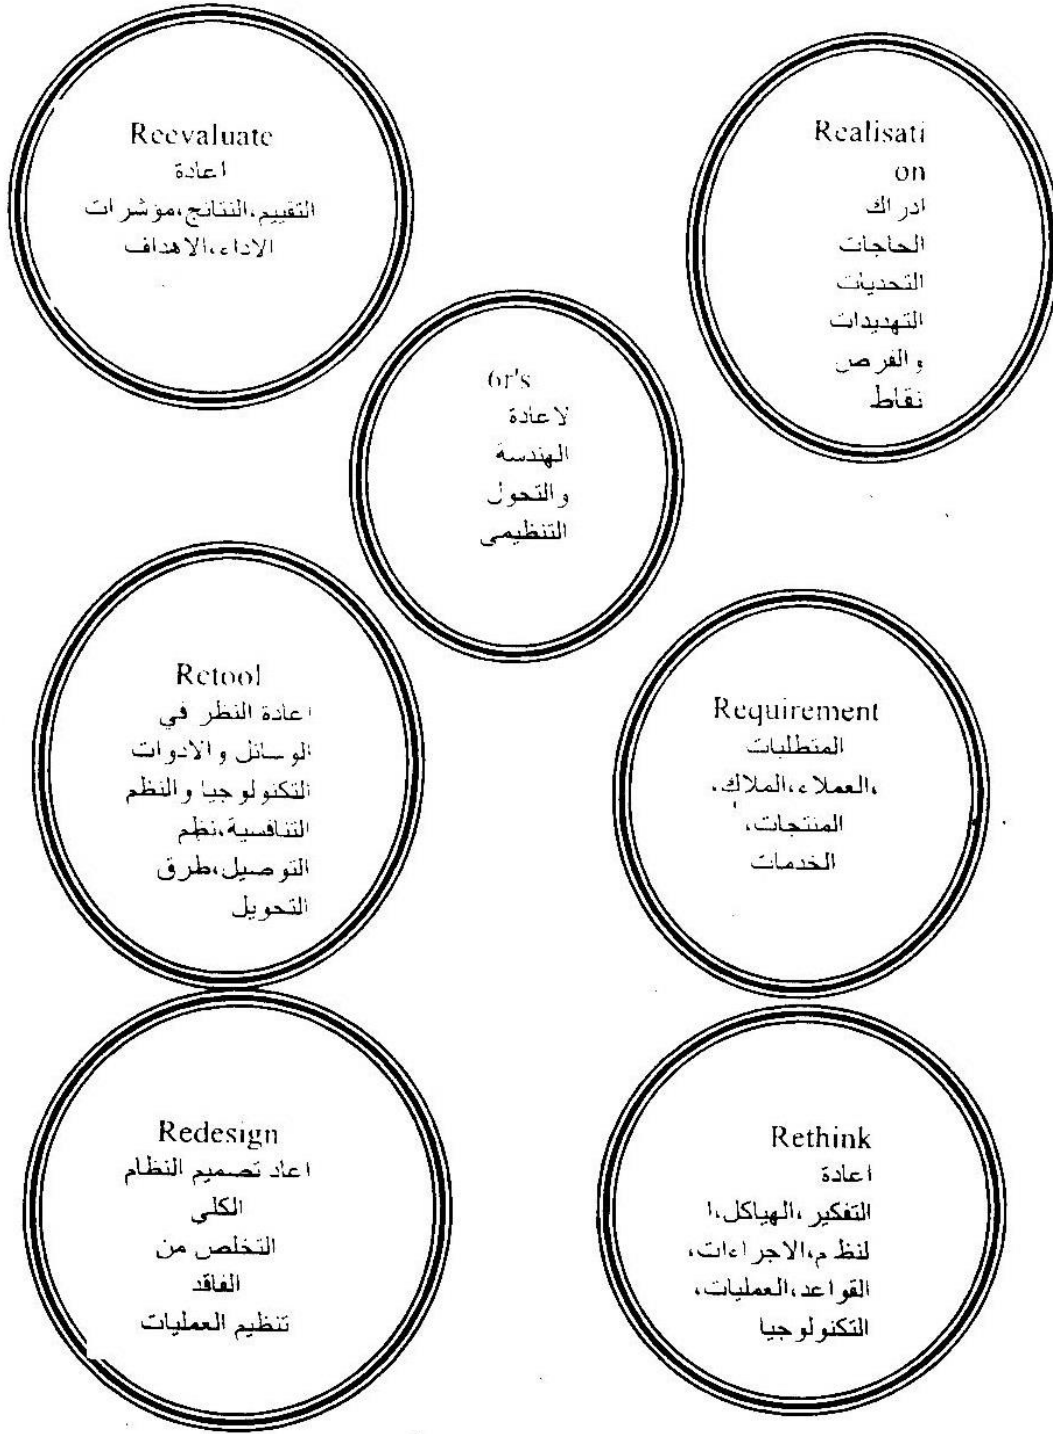 Reevaluate
اعادة
التقييم،النتائج،مؤشرات
الاداء،الاهداف
Realisati
on
ادراك
الحاجات
التحديات
التهديدات
والفرص
نقاط
6r's
لاعادة
الهندسة
والتحول
التنظيمى
Retool
اعادة النظر في
الوسائل والادوات
التكنولوجيا والنظم
التنافسية،نظم
التوصيل،طرق
التحويل
Requirement
المتطلبات
،العملاء،الملاك،
المنتجات،
الخدمات
Redesign
اعاد تصميم النظام
الكلى
التخلص من
الفاقد
تنظيم العمليات
Rethink
اعادة
التفكير،الهياكل،ا
لنظم،الاجراءات،
القواعد،العمليات،
التكنولوجيا